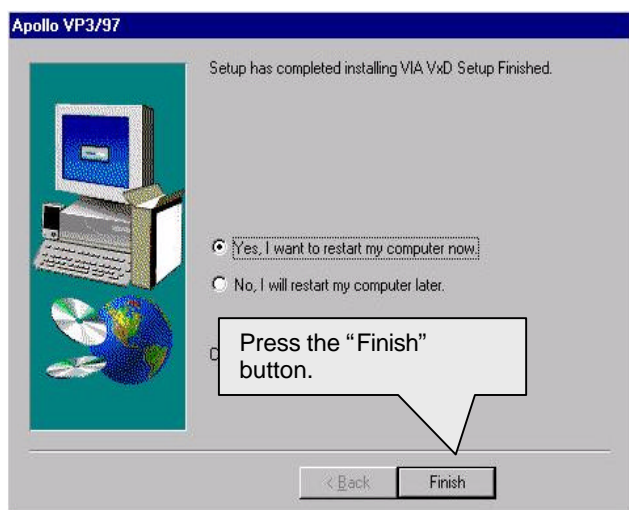 Apollo VP3/97
Setup has completed installing VIA VxD Setup Finished.
Yes, I want to restart my computer now.
No, I will restart my computer later.
Press the “Finish”
button.
< Back
Finish